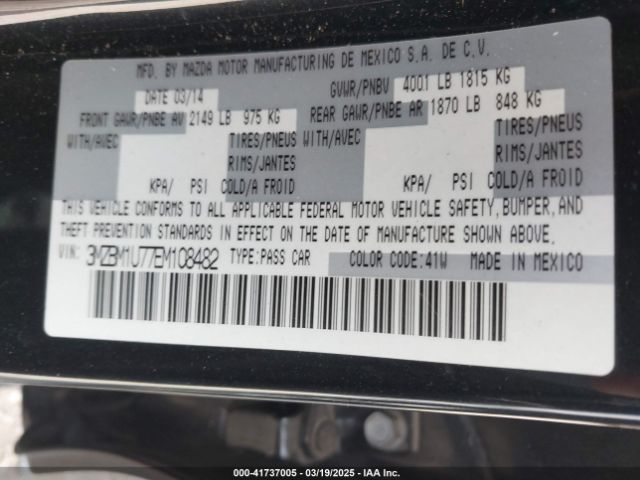 MFD. BY MAZDA MOTOR MANUFACTURING DE MEXICO S.A. DE C.V.
DATE 03/14 GVWR/PNBV 4001 LB 1815 KG
FRONT GAWR/PNBE AV 2149 LB 975 KG REAR GAWR/PNBE AR 1870 LB 848 KG
WITH/AVEC TIRES/PNEUS WITH/AVEC TIRES/PNEUS
RIMS/JANTES RIMS/JANTES
KPA/ PSI COLD/A FROID KPA/ PSI COLD/A FROID
THIS VEHICLE CONFORMS TO ALL APPLICABLE FEDERAL MOTOR VEHICLE SAFETY, BUMPER, AND
THEFT PREVENTION STANDARDS IN EFFECT ON THE DATE OF MANUFACTURE SHOWN ABOVE.
VIN: 3MZBM1U77EM108482 TYPE:PASS CAR COLOR CODE:41W MADE IN MEXICO
000-41737005 — 03/19/2025 — IAA Inc.